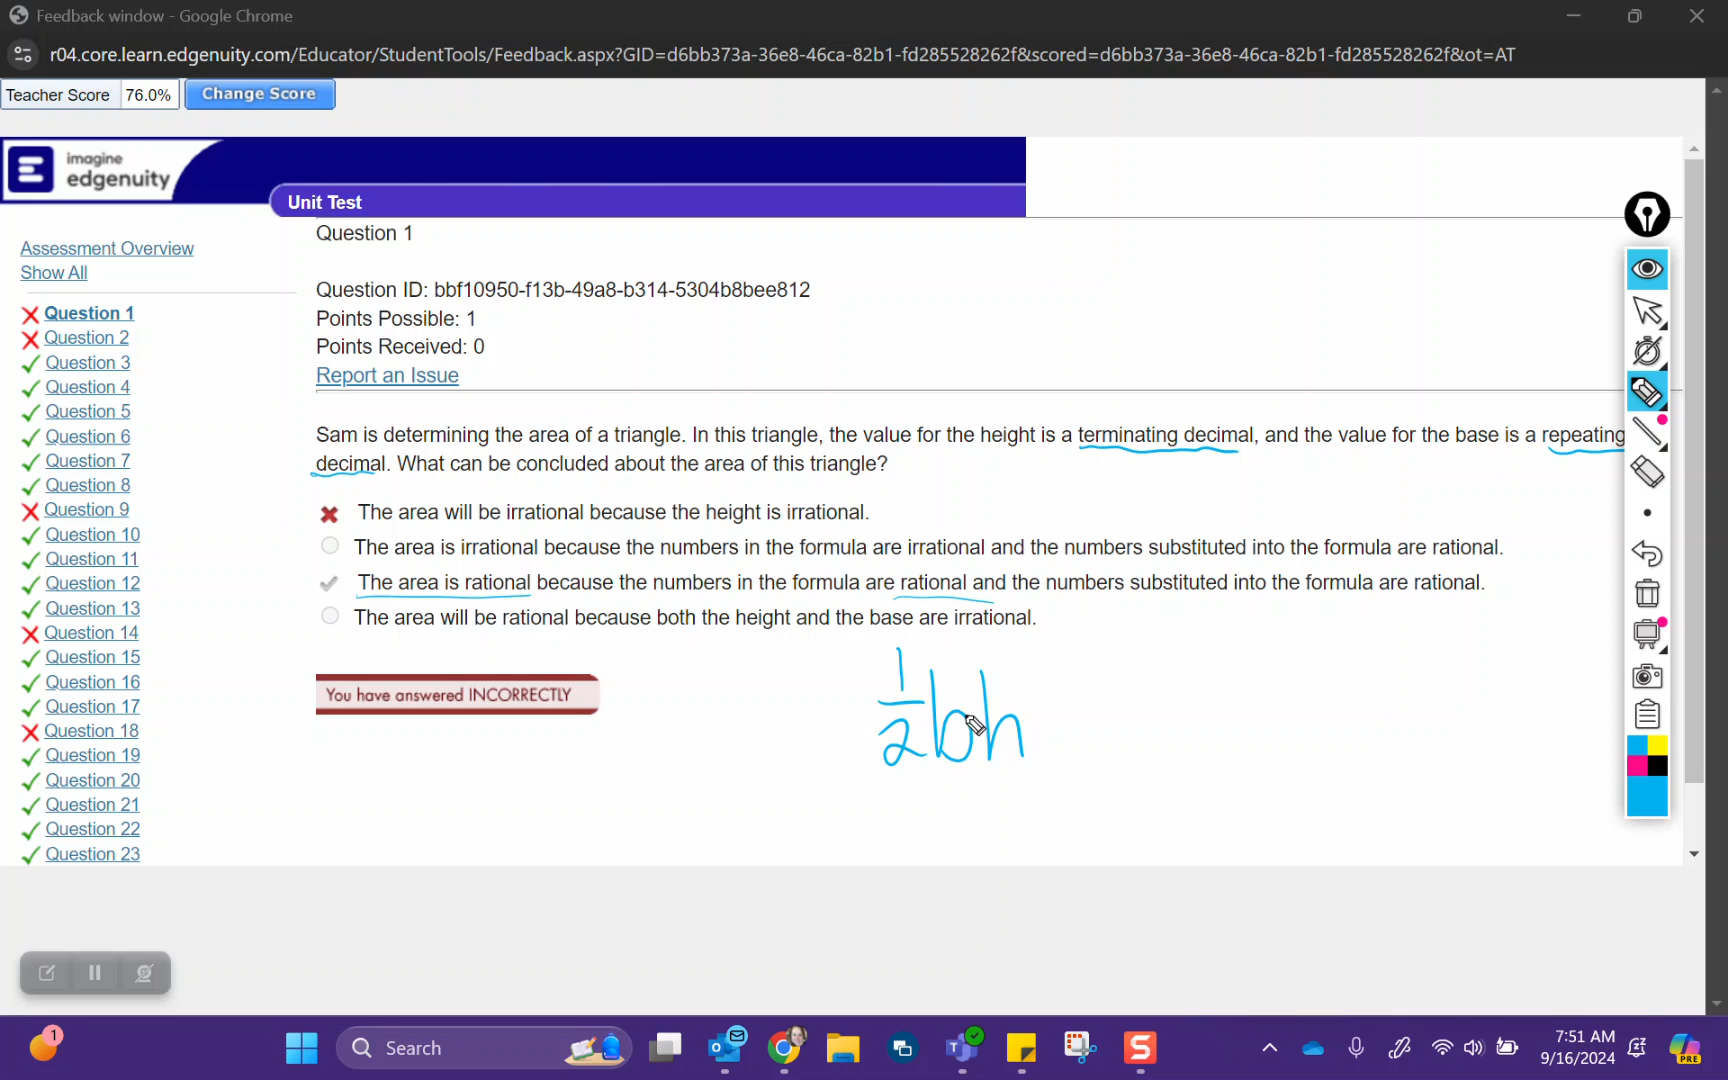 Feedback window - Google Chrome
r04.core.learn.edgenuity.com/Educator/StudentTools/Feedback.aspx?GID=d6bb373a-36e8-46ca-82b1-fd285528262f&scored=d6bb373a-36e8-46ca-82b1-fd285528262f&ot=AT
Teacher Score 76.0% Change Score
imagine
edgenuity
Unit Test
Question 1
Assessment Overview
Show All
Question ID: bbf10950-f13b-49a8-b314-5304b8bee812
Points Possible: 1
Points Received: 0
Report an Issue
Question 1
Question 2
Question 3
Question 4
Question 5
Question 6
Question 7
Question 8
Question 9
Question 10
Question 11
Question 12
Question 13
Question 14
Question 15
Question 16
Question 17
Question 18
Question 19
Question 20
Question 21
Question 22
Question 23
Sam is determining the area of a triangle. In this triangle, the value for the height is a terminating decimal, and the value for the base is a repeating
decimal. What can be concluded about the area of this triangle?
The area will be irrational because the height is irrational.
The area is irrational because the numbers in the formula are irrational and the numbers substituted into the formula are rational.
The area is rational because the numbers in the formula are rational and the numbers substituted into the formula are rational.
The area will be rational because both the height and the base are irrational.
You have answered INCORRECTLY
1/2 bh
1
Search
7:51 AM
9/16/2024
PRE